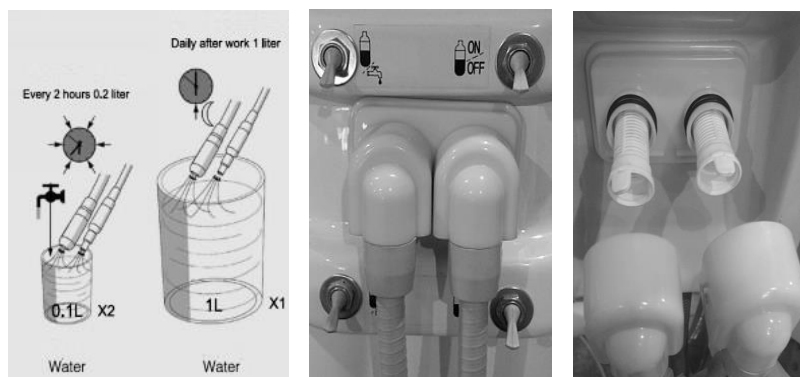 Daily after work 1 liter
Every 2 hours 0.2 liter
0.1L X2
1L X1
Water
Water
ON
OFF